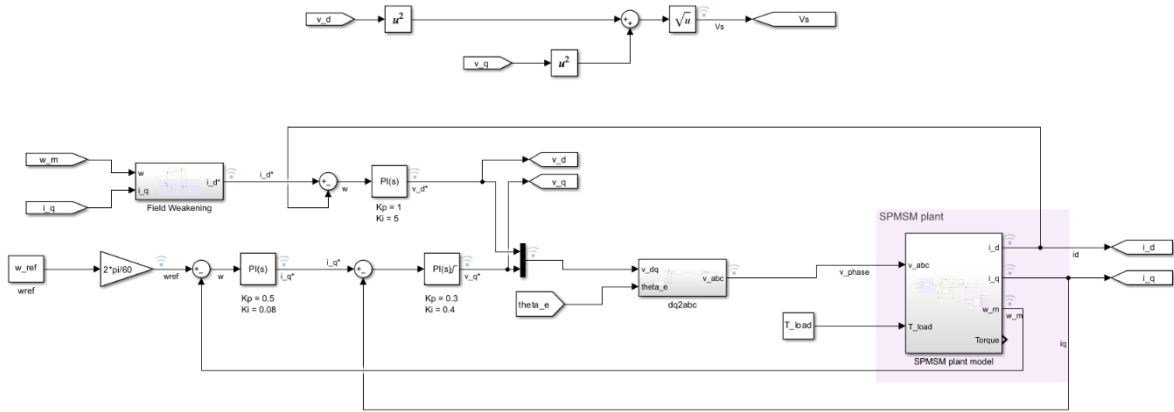 v_d
u²
+
+
√u
Vs
Vs
v_q
u²
w_m
w
i_q
i_q
i_d*
Field Weakening
i_d*
+
−
w
PI(s)
v_d*
Kp = 1
Ki = 5
v_d
v_q
w_ref
wref
2*pi/60
wref
+
−
w
PI(s)
i_q*
i_q*
Kp = 0.5
Ki = 0.08
+
−
PI(s)
v_q*
Kp = 0.3
Ki = 0.4
theta_e
v_dq
theta_e
v_abc
dq2abc
v_phase
T_load
SPMSM plant
v_abc
T_load
i_d
i_q
w_m
Torque
SPMSM plant model
w_m
id
iq
i_d
i_q